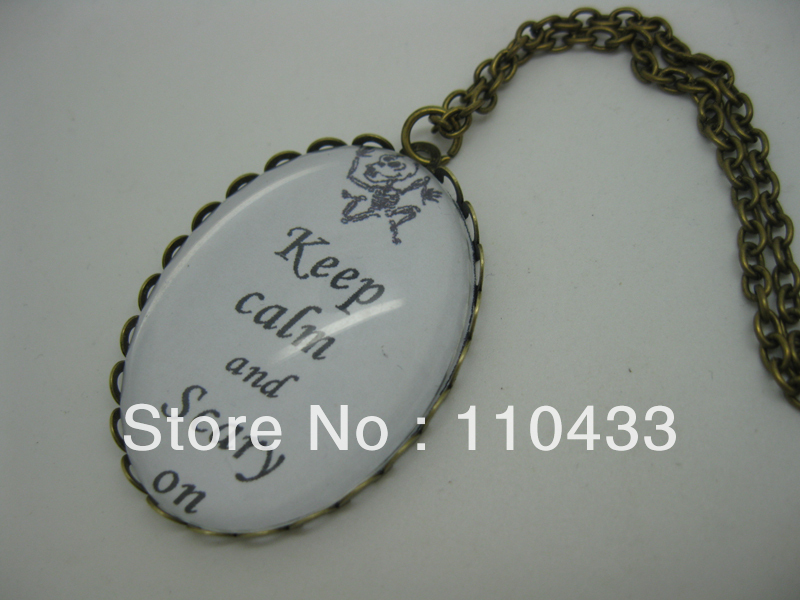 Keep
calm
and
on
Store No : 110433